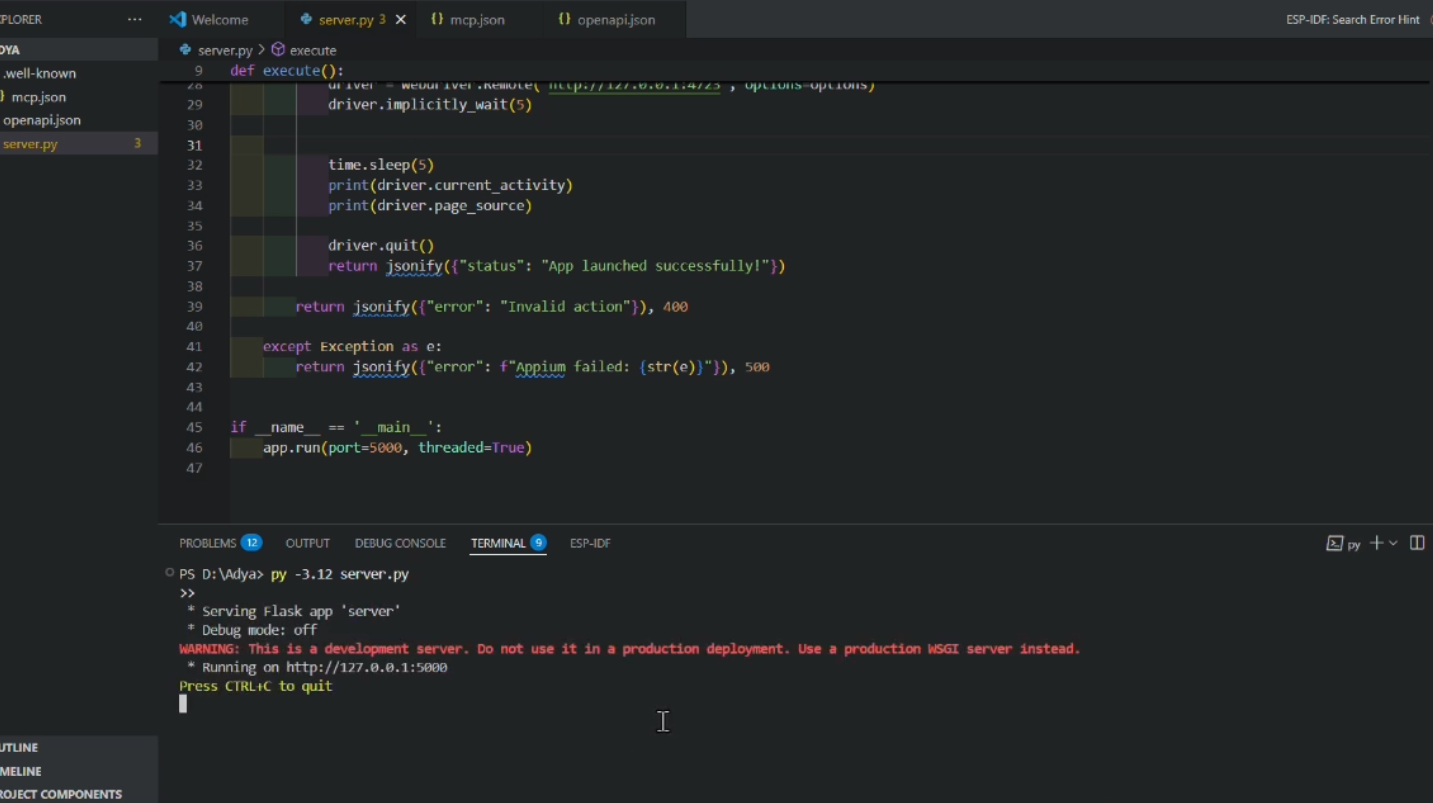 PLORER ··· Welcome server.py 3 mcp.json openapi.json ESP-IDF: Search Error Hint
DYA server.py > execute
.well-known
mcp.json
openapi.json
server.py 3
9 def execute():
28 driver = webdriver.Remote('http://127.0.0.1:4723', options=options)
29 driver.implicitly_wait(5)
30
31
32 time.sleep(5)
33 print(driver.current_activity)
34 print(driver.page_source)
35
36 driver.quit()
37 return jsonify({"status": "App launched successfully!"})
38
39 return jsonify({"error": "Invalid action"}), 400
40
41 except Exception as e:
42 return jsonify({"error": f"Appium failed: {str(e)}"}), 500
43
44
45 if __name__ == '__main__':
46 app.run(port=5000, threaded=True)
47
PROBLEMS 12 OUTPUT DEBUG CONSOLE TERMINAL 9 ESP-IDF py
PS D:\Adya> py -3.12 server.py
>>
* Serving Flask app 'server'
* Debug mode: off
WARNING: This is a development server. Do not use it in a production deployment. Use a production WSGI server instead.
* Running on http://127.0.0.1:5000
Press CTRL+C to quit
UTLINE
MELINE
ROJECT COMPONENTS